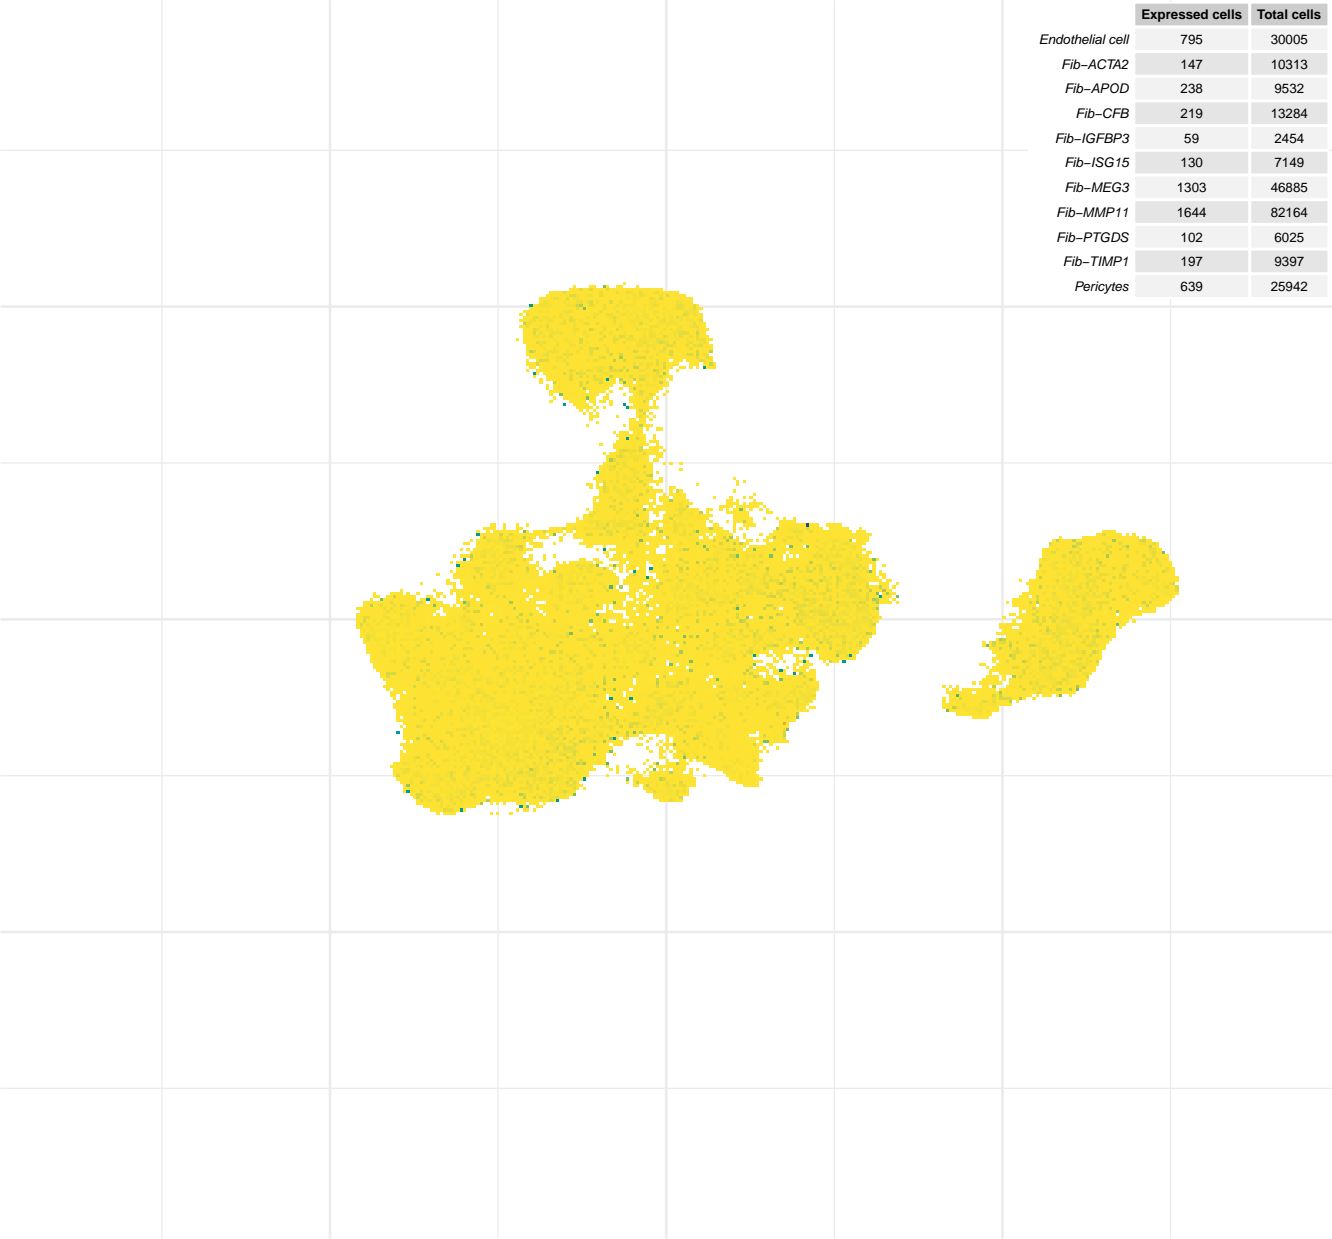 Expressed cells Total cells
Endothelial cell 795 30005
Fib−ACTA2 147 10313
Fib−APOD 238 9532
Fib−CFB 219 13284
Fib−IGFBP3 59 2454
Fib−ISG15 130 7149
Fib−MEG3 1303 46885
Fib−MMP11 1644 82164
Fib−PTGDS 102 6025
Fib−TIMP1 197 9397
Pericytes 639 25942